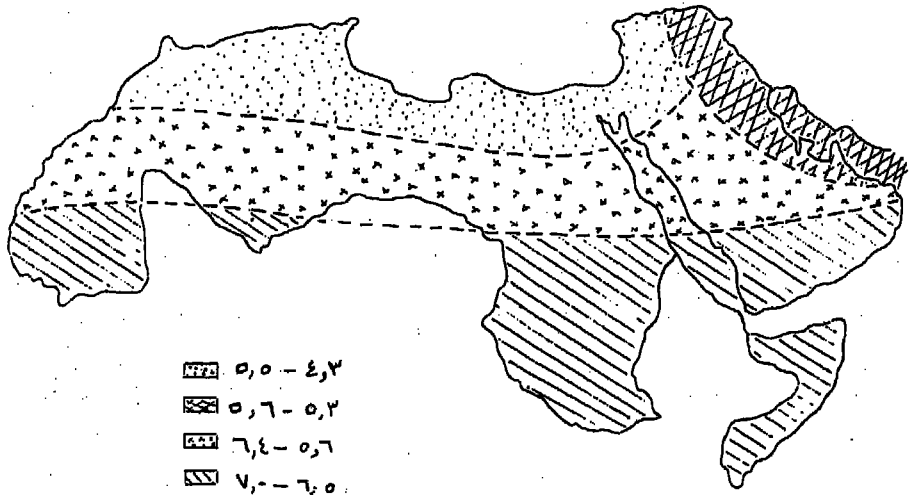 ٤,٣ - ٥,٥
٥,٣ - ٥,٦
٥,٦ - ٦,٤
٦,٥ - ٧,٠